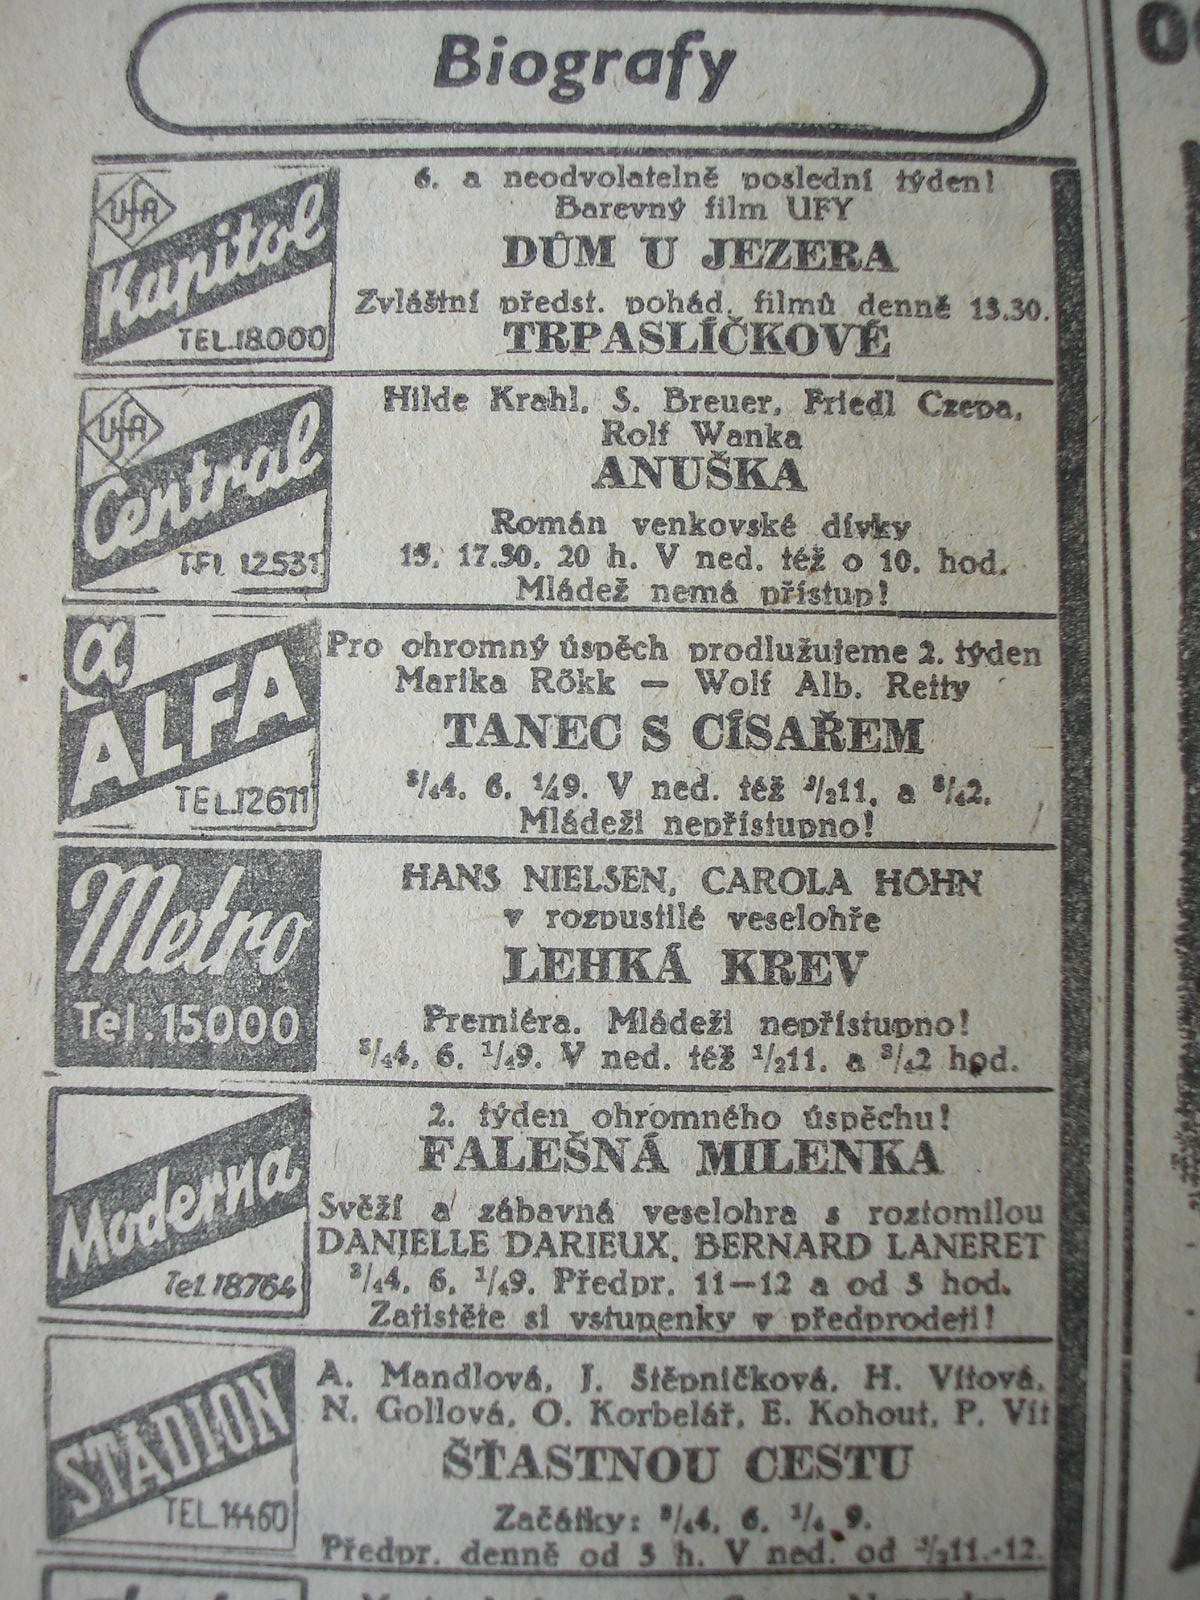 Biografy
UfA
Kapitol
TEL.18.000
6. a neodvolatelně poslední týden!
Barevný film UFY
DŮM U JEZERA
Zvláštní předst. pohád. filmů denně 13.30.
TRPASLÍČKOVÉ
UfA
Central
TEL 12531
Hilde Krahl, S. Breuer, Friedl Czepa,
Rolf Wanka
ANUŠKA
Román venkovské dívky
15, 17.30, 20 h. V ned. též o 10. hod.
Mládež nemá přístup!
α
ALFA
TEL.12611
Pro ohromný úspěch prodlužujeme 2. týden
Marika Rökk — Wolf Alb. Retty
TANEC S CÍSAŘEM
¾4, 6, ¼9. V ned. též ½11, a ¾2.
Mládeži nepřístupno!
Metro
Tel. 15000
HANS NIELSEN, CAROLA HÖHN
v rozpustilé veselohře
LEHKÁ KREV
Premiéra. Mládeži nepřístupno!
¾4, 6, ¼9. V ned. též ½11. a ¾2 hod.
Moderna
Tel.18764
2. týden ohromného úspěchu!
FALEŠNÁ MILENKA
Svěží a zábavná veselohra s roztomilou
DANIELLE DARIEUX, BERNARD LANERET
¾4, 6, ¼9. Předpr. 11—12 a od 3 hod.
Zajistěte si vstupenky v předprodeji!
STADION
TEL.14460
A. Mandlová, J. Štěpničková, H. Vítová,
N. Gollová, O. Korbelář, E. Kohout, P. Vít
ŠŤASTNOU CESTU
Začátky: ¾4, 6, ¼ 9.
Předpr. denně od 3 h. V ned. od ½11.-12.